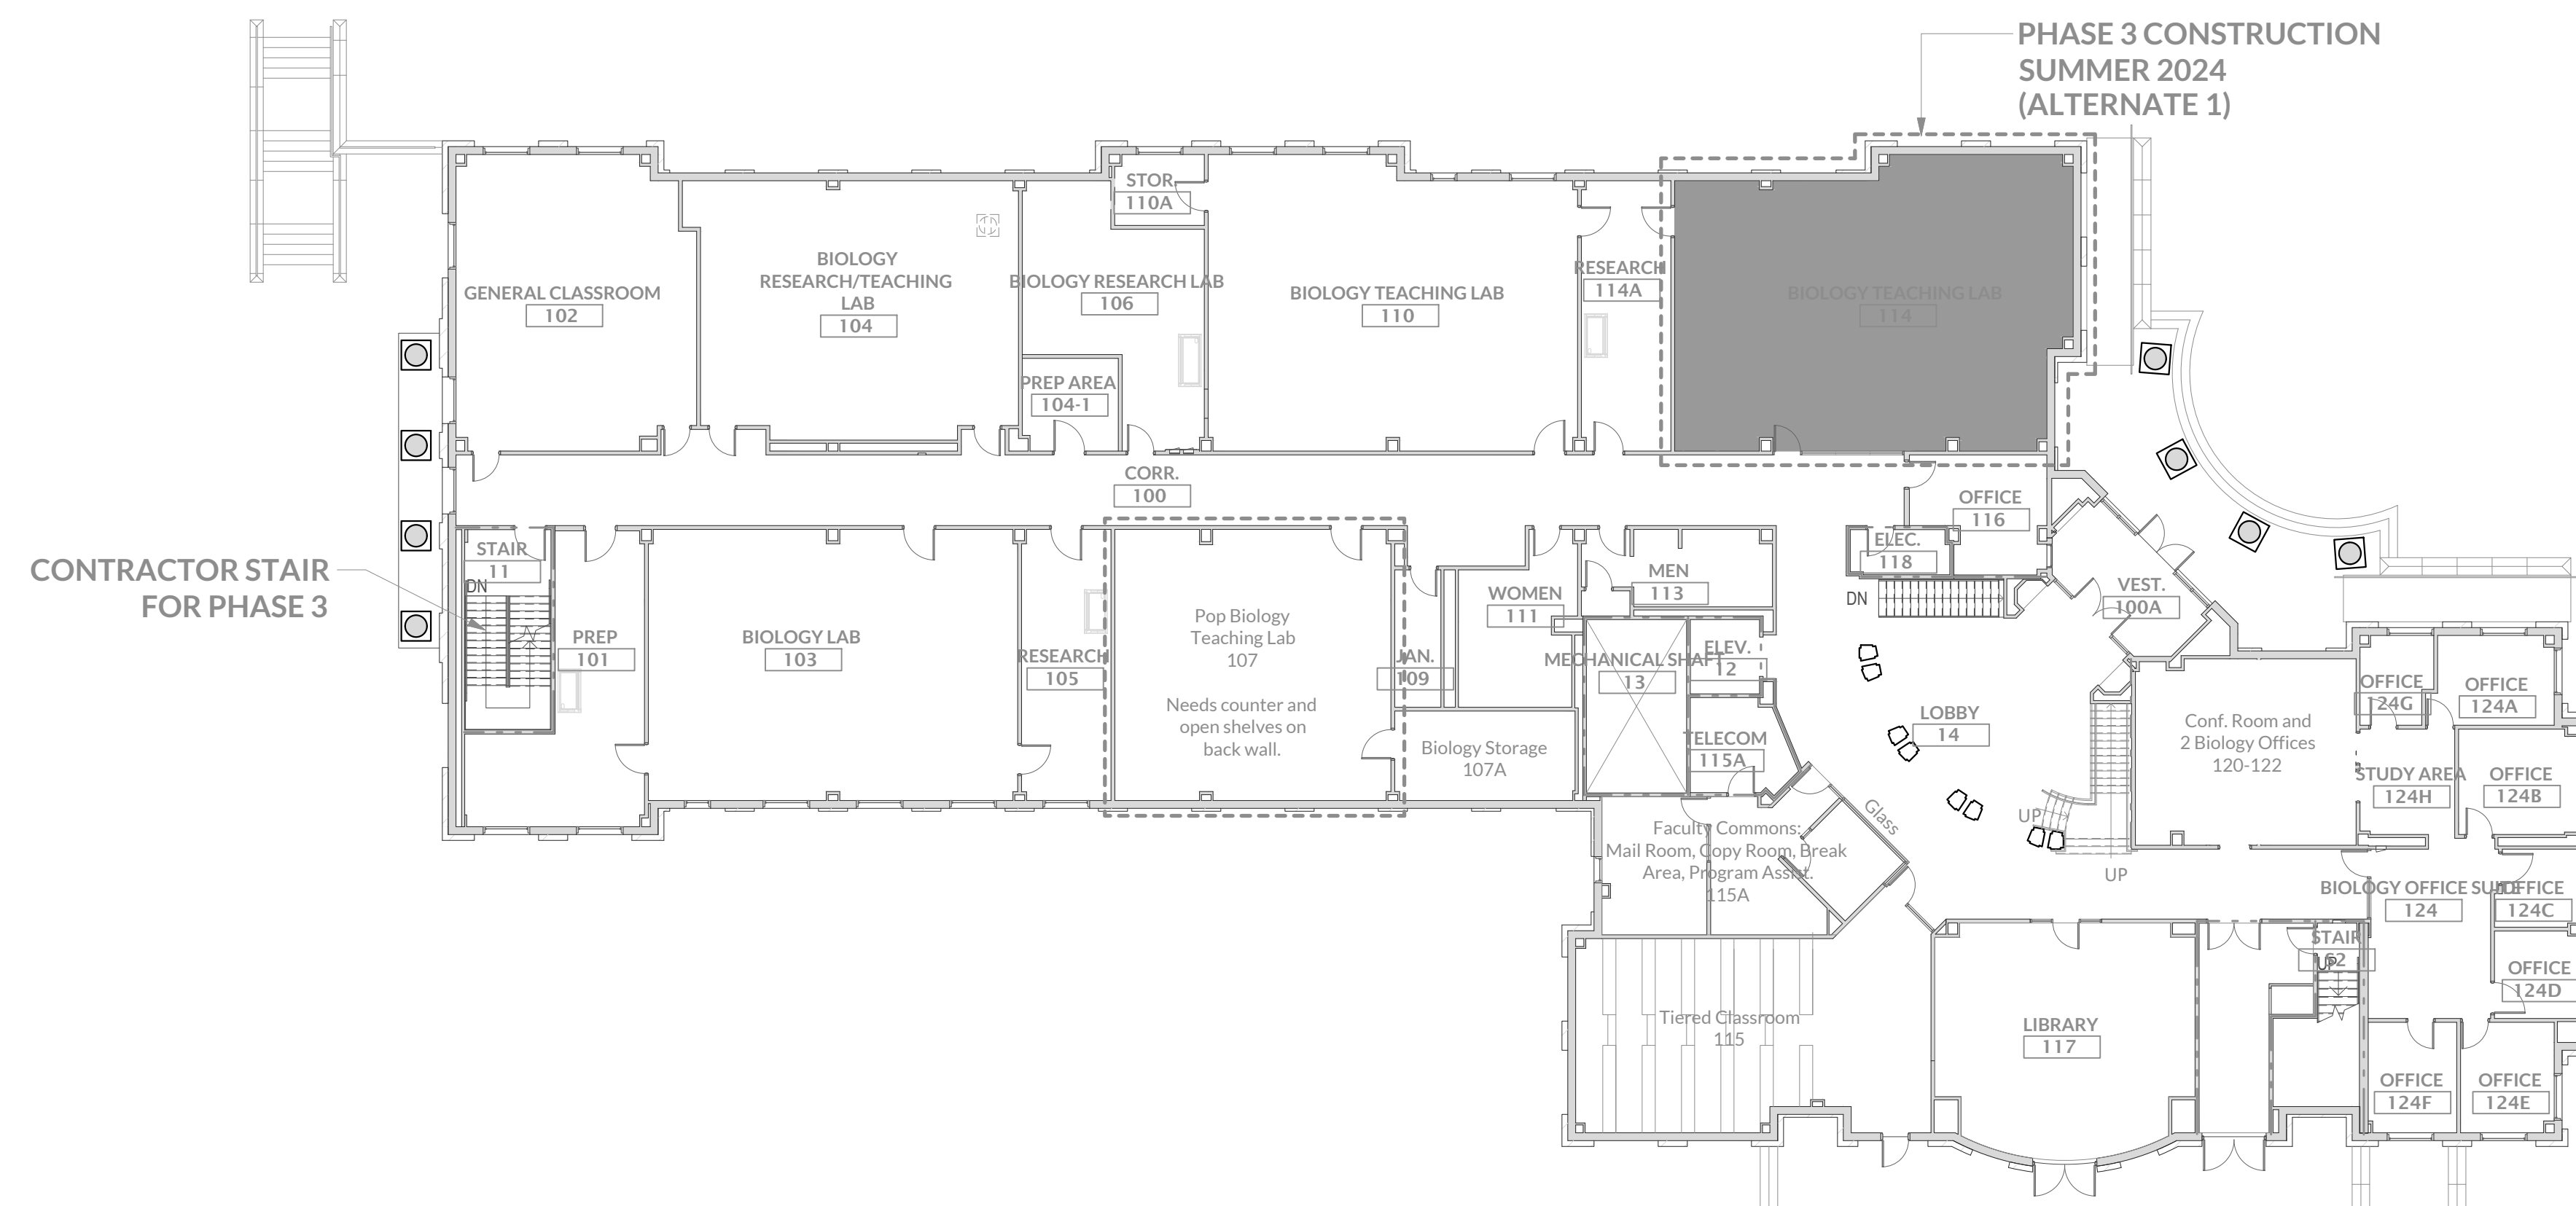 PHASE 3 CONSTRUCTION
SUMMER 2024
(ALTERNATE 1)
STOR.
110A
BIOLOGY
RESEARCH/TEACHING
LAB
104
GENERAL CLASSROOM
102
BIOLOGY RESEARCH LAB
106
BIOLOGY TEACHING LAB
110
RESEARCH
114A
BIOLOGY TEACHING LAB
114
PREP AREA
104-1
CORR.
100
OFFICE
116
CONTRACTOR STAIR
FOR PHASE 3
STAIR
11
DN
PREP
101
BIOLOGY LAB
103
RESEARCH
105
Pop Biology
Teaching Lab
107
Needs counter and
open shelves on
back wall.
JAN.
109
WOMEN
111
MEN
113
ELEC.
118
DN
VEST.
100A
MECHANICAL SHAFT
13
ELEV.
12
Biology Storage
107A
TELECOM
115A
LOBBY
14
Conf. Room and
2 Biology Offices
120-122
OFFICE
124G
OFFICE
124A
STUDY AREA
124H
OFFICE
124B
Glass
UP
UP
Faculty Commons:
Mail Room, Copy Room, Break
Area, Program Assist.
115A
BIOLOGY OFFICE SUITE
124
OFFICE
124C
STAIR
S2
UP
OFFICE
124D
Tiered Classroom
115
LIBRARY
117
OFFICE
124F
OFFICE
124E